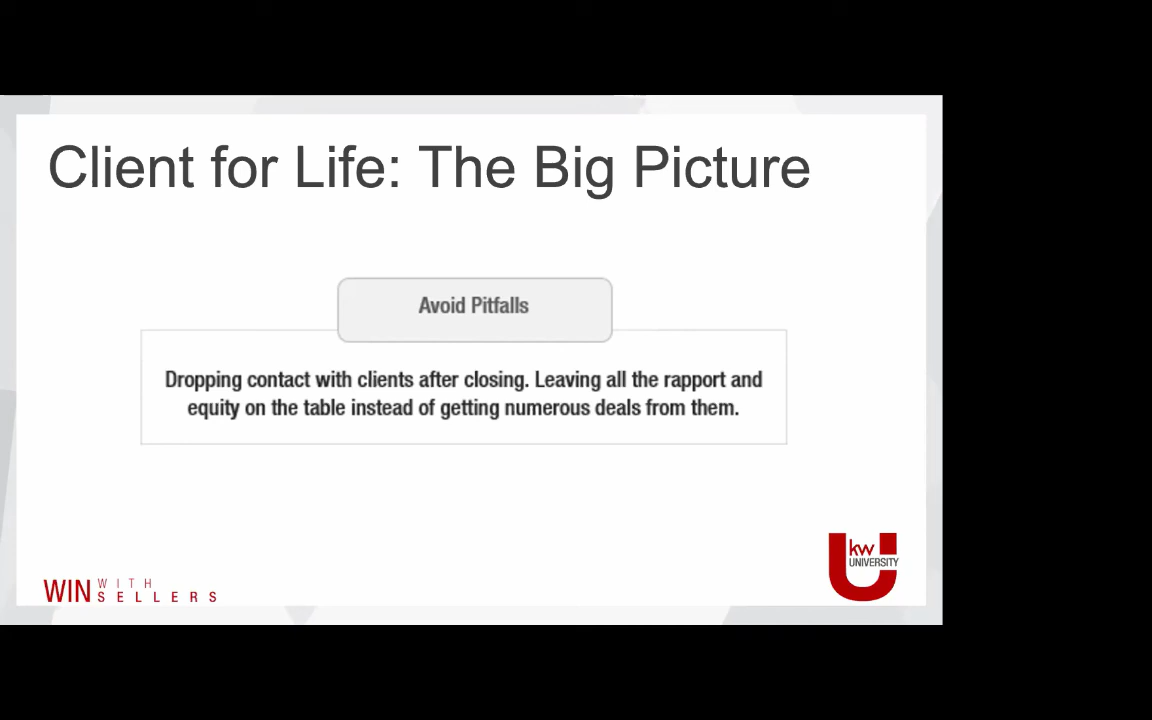 Client for Life: The Big Picture
Avoid Pitfalls
Dropping contact with clients after closing. Leaving all the rapport and
equity on the table instead of getting numerous deals from them.
kw
UNIVERSITY
WIN WITH
SELLERS